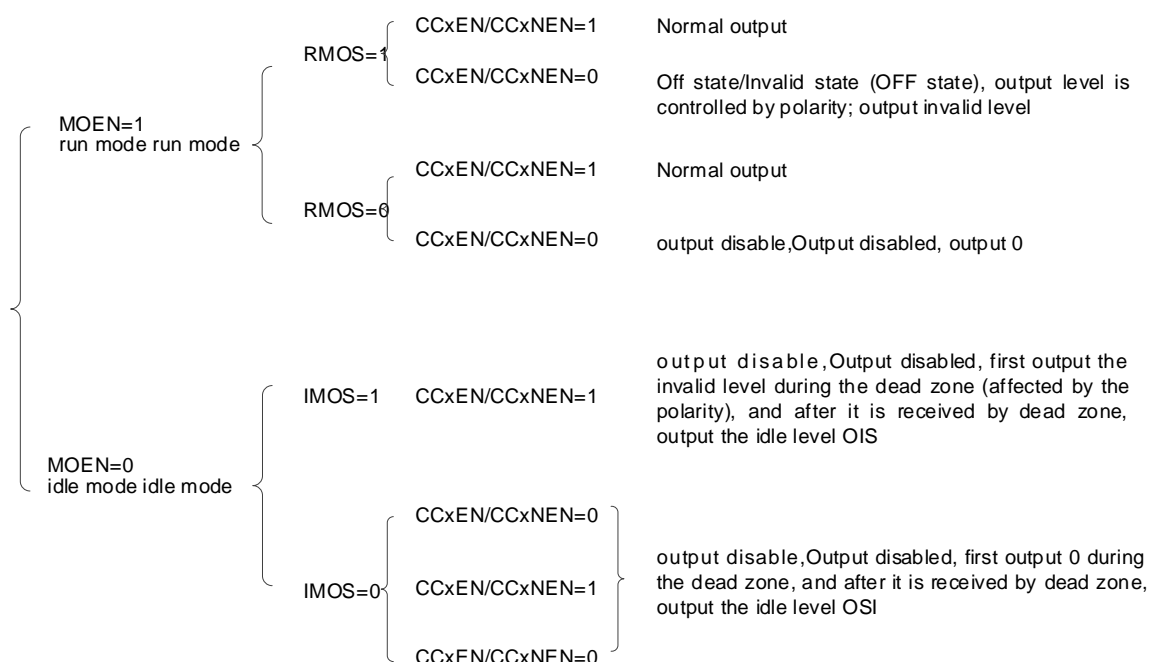 CCxEN/CCxNEN=1 Normal output
RMOS=1
CCxEN/CCxNEN=0 Off state/Invalid state (OFF state), output level is
controlled by polarity; output invalid level
MOEN=1
run mode run mode
CCxEN/CCxNEN=1 Normal output
RMOS=0
CCxEN/CCxNEN=0 output disable,Output disabled, output 0
output disable,Output disabled, first output the
invalid level during the dead zone (affected by the
IMOS=1 CCxEN/CCxNEN=1
polarity), and after it is received by dead zone,
output the idle level OIS
MOEN=0
idle mode idle mode
CCxEN/CCxNEN=0
output disable,Output disabled, first output 0 during
IMOS=0 CCxEN/CCxNEN=1 the dead zone, and after it is received by dead zone,
output the idle level OSI
CCxEN/CCxNEN=0